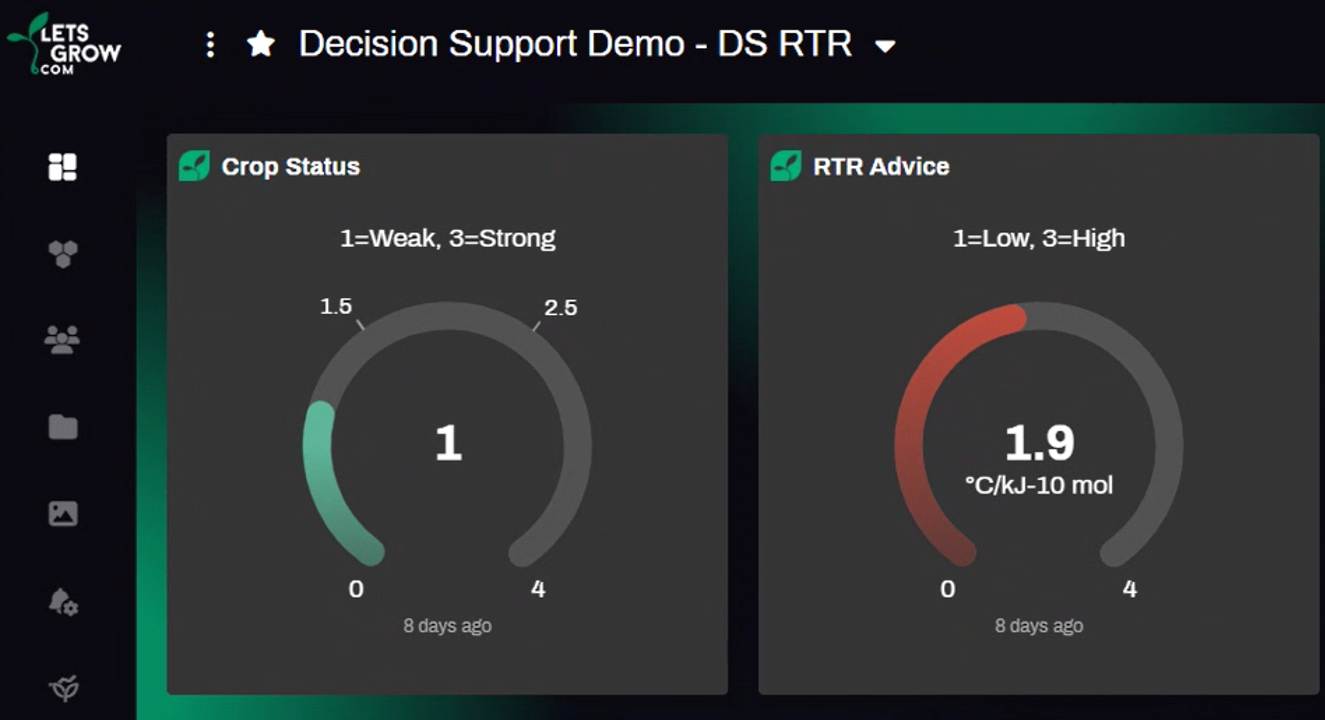 LETS
GROW
COM
Decision Support Demo - DS RTR
Crop Status
1=Weak, 3=Strong
1.5
2.5
1
0
4
8 days ago
RTR Advice
1=Low, 3=High
1.9
°C/kJ-10 mol
0
4
8 days ago